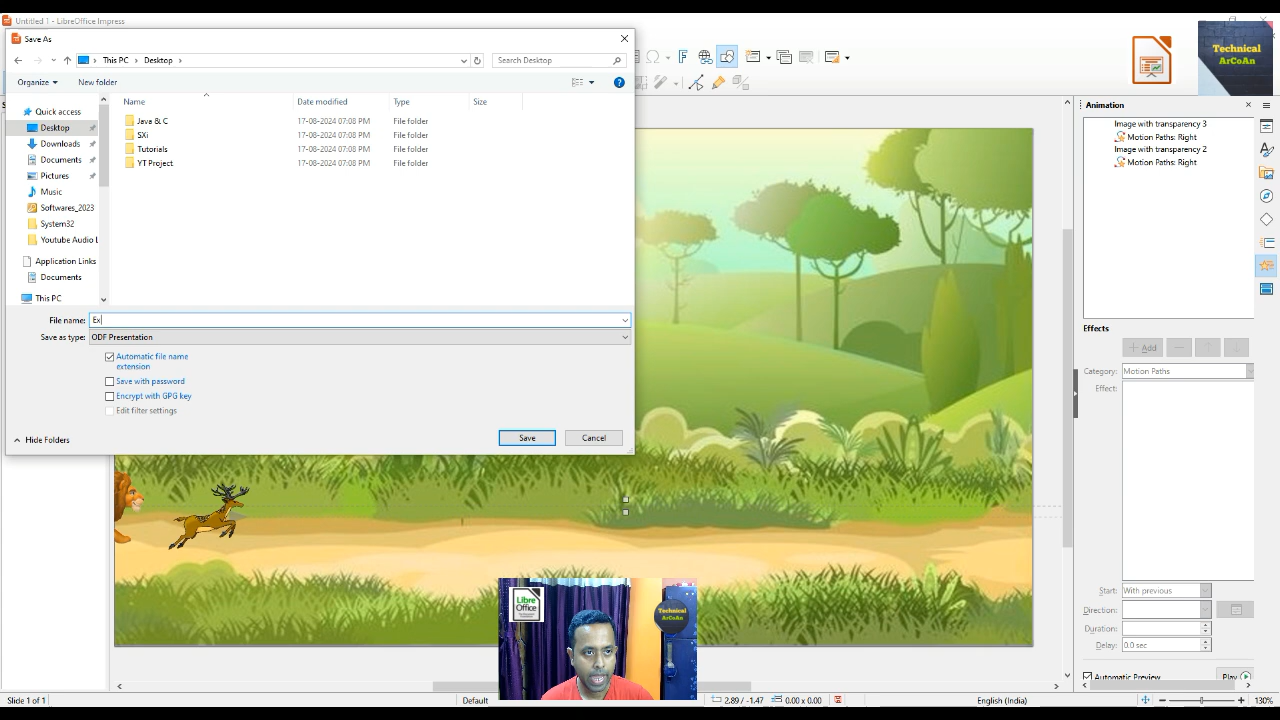 Untitled 1 - LibreOffice Impress
Save As
This PC
Desktop
Search Desktop
Organize
New folder
Quick access
Desktop
Downloads
Documents
Pictures
Music
Softwares_2023
System32
Youtube Audio L
Application Links
Documents
This PC
Name
Date modified
Type
Size
Java & C
17-08-2024 07:08 PM
File folder
SXi
17-08-2024 07:08 PM
File folder
Tutorials
17-08-2024 07:08 PM
File folder
YT Project
17-08-2024 07:08 PM
File folder
File name:
Ex
Save as type:
ODF Presentation
Automatic file name
extension
Save with password
Encrypt with GPG key
Edit filter settings
Hide Folders
Save
Cancel
Technical
ArCoAn
Animation
Image with transparency 3
Motion Paths: Right
Image with transparency 2
Motion Paths: Right
Effects
Add
Category:
Motion Paths
Effect:
Start:
With previous
Direction:
Duration:
Delay:
0.0 sec
Automatic Preview
Play
Libre
Office
Technical
ArCoAn
Slide 1 of 1
Default
2.89 / -1.47
0.00 x 0.00
English (India)
130%